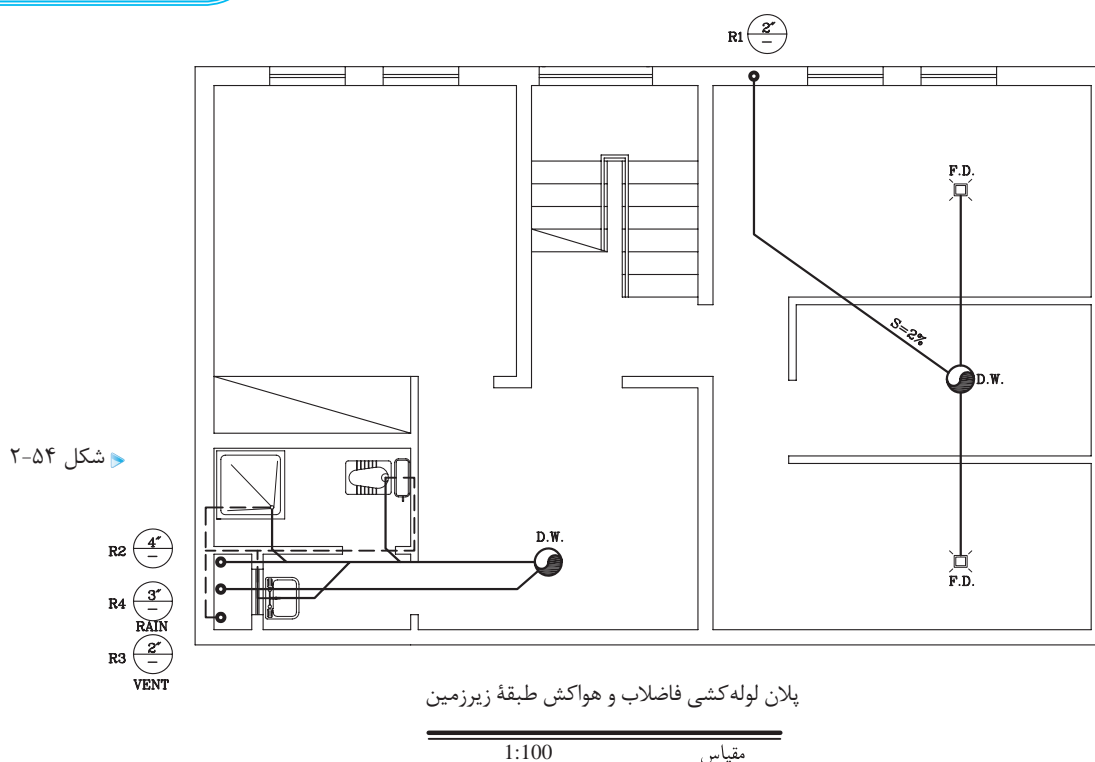 R1 2″ –
F.D.
S=2%
D.W.
شکل ۵۴-۲
D.W.
F.D.
R2 4″ –
R4 3″ –
RAIN
R3 2″ –
VENT
پلان لوله‌کشی فاضلاب و هواکش طبقهٔ زیرزمین
مقیاس 1:100